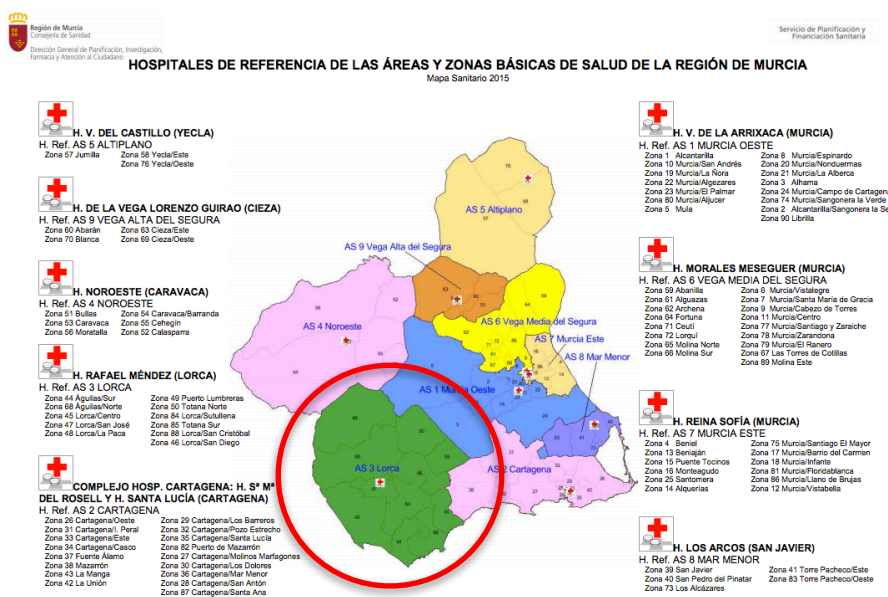 Región de Murcia
Consejería de Sanidad
Dirección General de Planificación, Investigación,
Farmacia y Atención al Ciudadano
Servicio de Planificación y
Financiación Sanitaria
HOSPITALES DE REFERENCIA DE LAS ÁREAS Y ZONAS BÁSICAS DE SALUD DE LA REGIÓN DE MURCIA
Mapa Sanitario 2015
H. V. DEL CASTILLO (YECLA)
H. Ref. AS 5 ALTIPLANO
Zona 57 Jumilla Zona 58 Yecla/Este
Zona 76 Yecla/Oeste
H. DE LA VEGA LORENZO GUIRAO (CIEZA)
H. Ref. AS 9 VEGA ALTA DEL SEGURA
Zona 60 Abarán Zona 63 Cieza/Este
Zona 70 Blanca Zona 69 Cieza/Oeste
H. NOROESTE (CARAVACA)
H. Ref. AS 4 NOROESTE
Zona 51 Bullas Zona 54 Caravaca/Barranda
Zona 53 Caravaca Zona 55 Cehegín
Zona 56 Moratalla Zona 52 Calasparra
H. RAFAEL MÉNDEZ (LORCA)
H. Ref. AS 3 LORCA
Zona 44 Águilas/Sur Zona 49 Puerto Lumbreras
Zona 68 Águilas/Norte Zona 50 Totana Norte
Zona 45 Lorca/Centro Zona 84 Lorca/Sutullena
Zona 47 Lorca/San José Zona 85 Totana Sur
Zona 48 Lorca/La Paca Zona 88 Lorca/San Cristóbal
Zona 46 Lorca/San Diego
COMPLEJO HOSP. CARTAGENA: H. Sª Mª
DEL ROSELL Y H. SANTA LUCÍA (CARTAGENA)
H. Ref. AS 2 CARTAGENA
Zona 26 Cartagena/Oeste Zona 29 Cartagena/Los Barreros
Zona 31 Cartagena/I. Peral Zona 32 Cartagena/Pozo Estrecho
Zona 33 Cartagena/Este Zona 35 Cartagena/Santa Lucía
Zona 34 Cartagena/Casco Zona 82 Puerto de Mazarrón
Zona 37 Fuente Álamo Zona 27 Cartagena/Molinos Marfagones
Zona 38 Mazarrón Zona 30 Cartagena/Los Dolores
Zona 43 La Manga Zona 36 Cartagena/Mar Menor
Zona 42 La Unión Zona 28 Cartagena/San Antón
Zona 87 Cartagena/Santa Ana
AS 5 Altiplano
AS 9 Vega Alta del Segura
AS 4 Noroeste
AS 6 Vega Media del Segura
AS 7 Murcia Este
AS 8 Mar Menor
AS 1 Murcia Oeste
AS 3 Lorca
AS 2 Cartagena
H. V. DE LA ARRIXACA (MURCIA)
H. Ref. AS 1 MURCIA OESTE
Zona 1 Alcantarilla Zona 8 Murcia/Espinardo
Zona 10 Murcia/San Andrés Zona 20 Murcia/Nonduermas
Zona 19 Murcia/La Ñora Zona 21 Murcia/La Alberca
Zona 22 Murcia/Algezares Zona 3 Alhama
Zona 23 Murcia/El Palmar Zona 24 Murcia/Campo de Cartagena
Zona 80 Murcia/Aljucer Zona 74 Murcia/Sangonera la Verde
Zona 5 Mula Zona 2 Alcantarilla/Sangonera la Se
Zona 90 Librilla
H. MORALES MESEGUER (MURCIA)
H. Ref. AS 6 VEGA MEDIA DEL SEGURA
Zona 59 Abanilla Zona 6 Murcia/Vistalegre
Zona 61 Alguazas Zona 7 Murcia/Santa María de Gracia
Zona 62 Archena Zona 9 Murcia/Cabezo de Torres
Zona 64 Fortuna Zona 11 Murcia/Centro
Zona 71 Ceutí Zona 77 Murcia/Santiago y Zaraiche
Zona 72 Lorquí Zona 78 Murcia/Zarandona
Zona 65 Molina Norte Zona 79 Murcia/El Ranero
Zona 66 Molina Sur Zona 67 Las Torres de Cotillas
Zona 89 Molina Este
H. REINA SOFÍA (MURCIA)
H. Ref. AS 7 MURCIA ESTE
Zona 4 Beniel Zona 75 Murcia/Santiago El Mayor
Zona 13 Beniaján Zona 17 Murcia/Barrio del Carmen
Zona 15 Puente Tocinos Zona 18 Murcia/Infante
Zona 16 Monteagudo Zona 81 Murcia/Floridablanca
Zona 25 Santomera Zona 86 Murcia/Llano de Brujas
Zona 14 Alquerías Zona 12 Murcia/Vistabella
H. LOS ARCOS (SAN JAVIER)
H. Ref. AS 8 MAR MENOR
Zona 39 San Javier Zona 41 Torre Pacheco/Este
Zona 40 San Pedro del Pinatar Zona 83 Torre Pacheco/Oeste
Zona 73 Los Alcázares